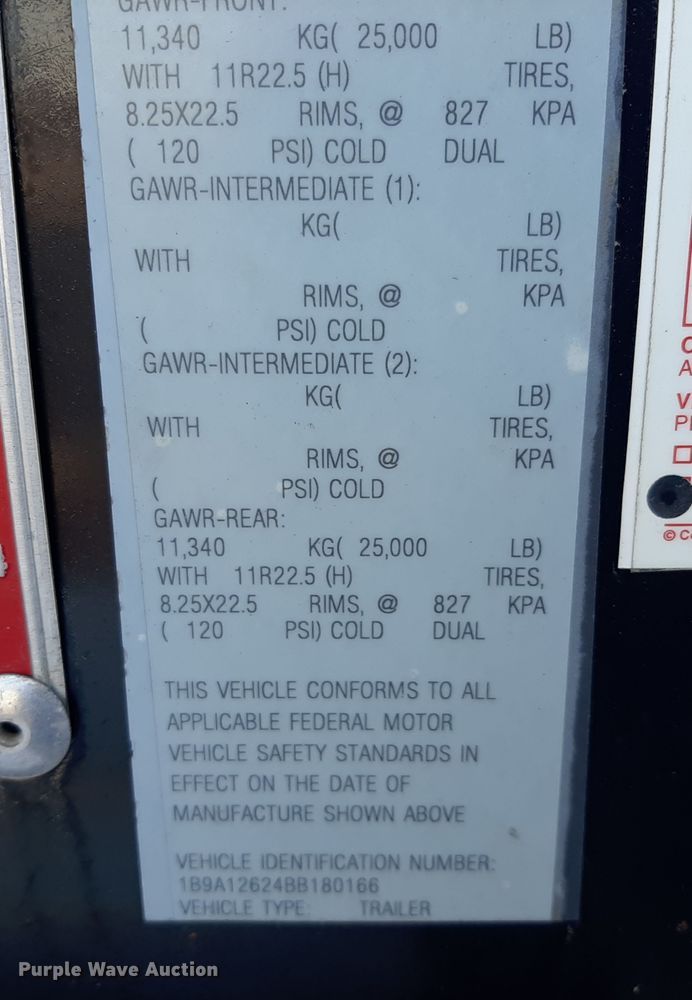 GAWR-FRONT:
11,340 KG( 25,000 LB)
WITH 11R22.5 (H) TIRES,
8.25X22.5 RIMS, @ 827 KPA
( 120 PSI) COLD DUAL
GAWR-INTERMEDIATE (1):
KG( LB)
WITH TIRES,
RIMS, @ KPA
( PSI) COLD
GAWR-INTERMEDIATE (2):
KG( LB)
WITH TIRES,
RIMS, @ KPA
( PSI) COLD
GAWR-REAR:
11,340 KG( 25,000 LB)
WITH 11R22.5 (H) TIRES,
8.25X22.5 RIMS, @ 827 KPA
( 120 PSI) COLD DUAL
THIS VEHICLE CONFORMS TO ALL
APPLICABLE FEDERAL MOTOR
VEHICLE SAFETY STANDARDS IN
EFFECT ON THE DATE OF
MANUFACTURE SHOWN ABOVE
VEHICLE IDENTIFICATION NUMBER:
1B9A12624BB180166
VEHICLE TYPE: TRAILER
Purple Wave Auction